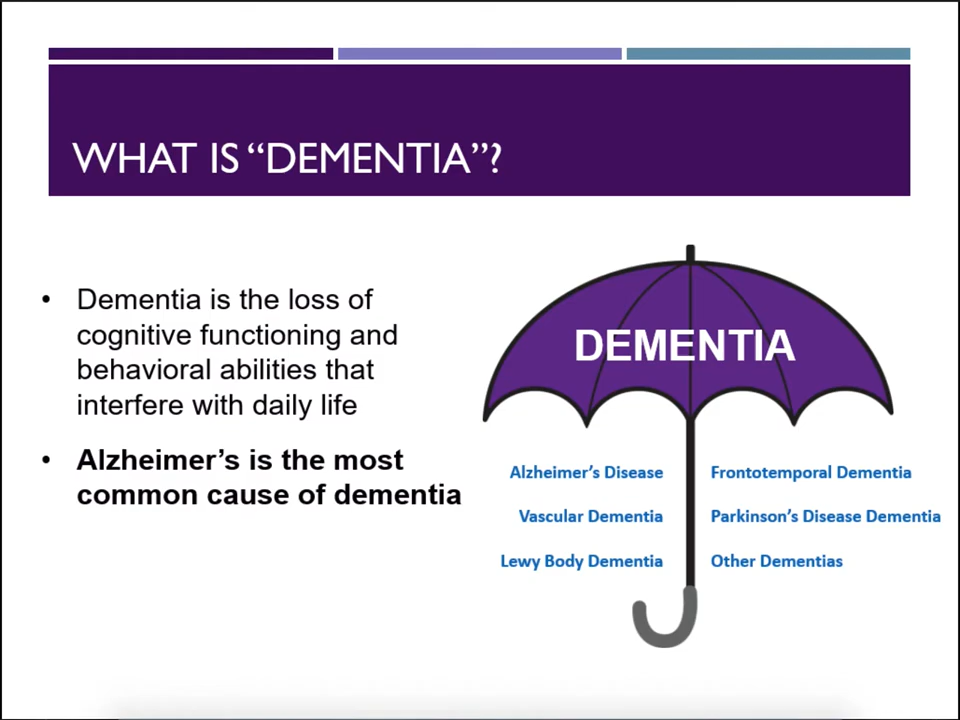 WHAT IS “DEMENTIA”?
• Dementia is the loss of
cognitive functioning and
behavioral abilities that
interfere with daily life
• Alzheimer’s is the most
common cause of dementia
DEMENTIA
Alzheimer’s Disease
Vascular Dementia
Lewy Body Dementia
Frontotemporal Dementia
Parkinson’s Disease Dementia
Other Dementias